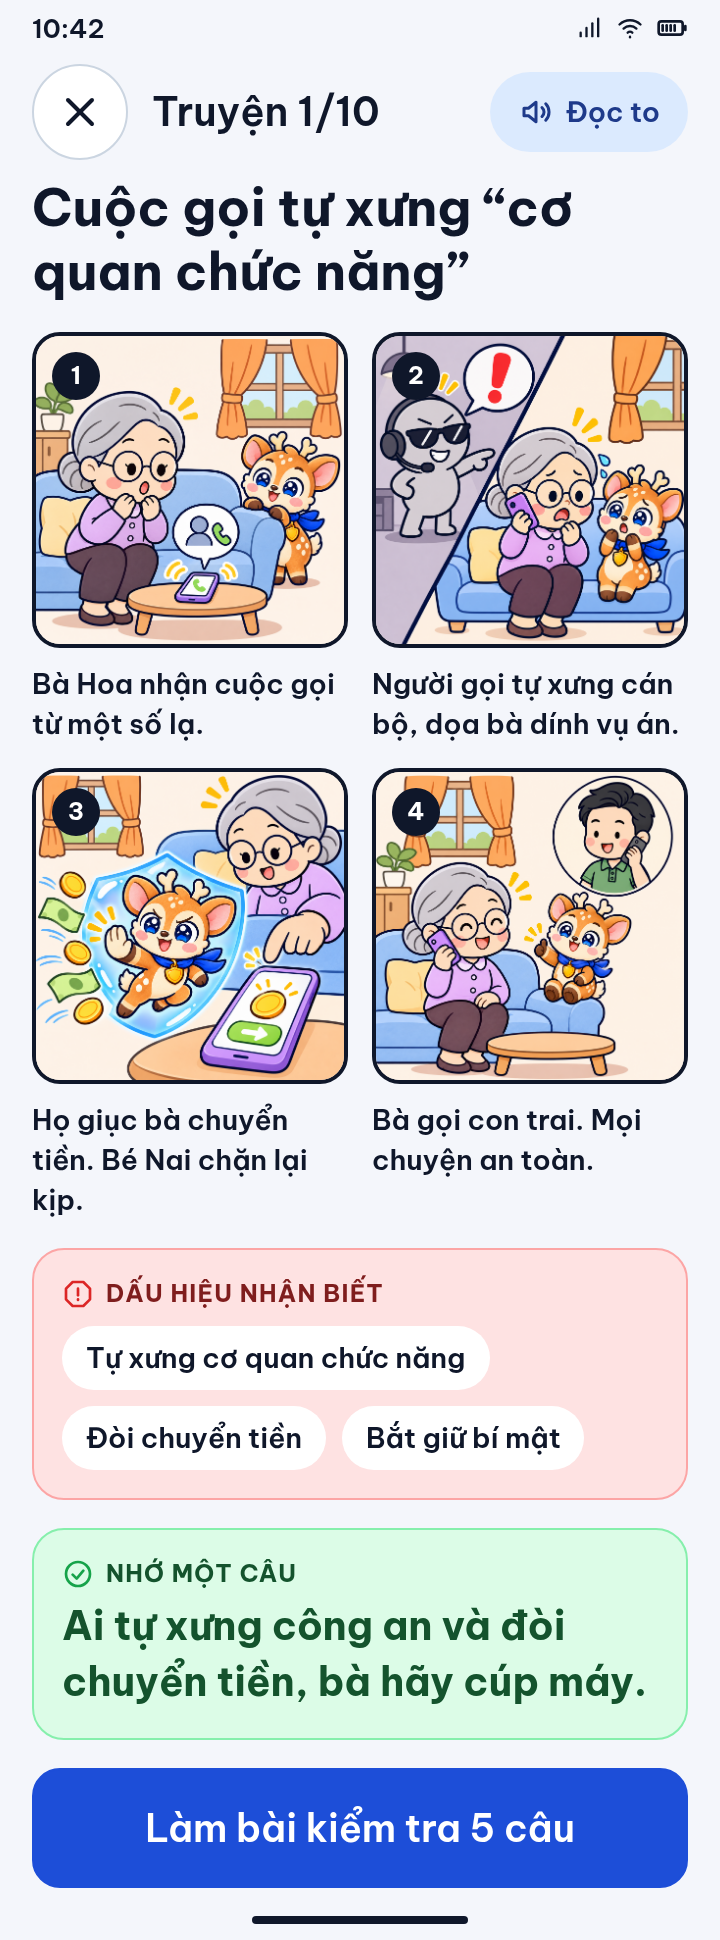 10:42
Truyện 1/10
Đọc to
Cuộc gọi tự xưng “cơ
quan chức năng”
1
Bà Hoa nhận cuộc gọi
từ một số lạ.
2
Người gọi tự xưng cán
bộ, dọa bà dính vụ án.
3
Họ giục bà chuyển
tiền. Bé Nai chặn lại
kịp.
4
Bà gọi con trai. Mọi
chuyện an toàn.
DẤU HIỆU NHẬN BIẾT
Tự xưng cơ quan chức năng
Đòi chuyển tiền
Bắt giữ bí mật
NHỚ MỘT CÂU
Ai tự xưng công an và đòi
chuyển tiền, bà hãy cúp máy.
Làm bài kiểm tra 5 câu